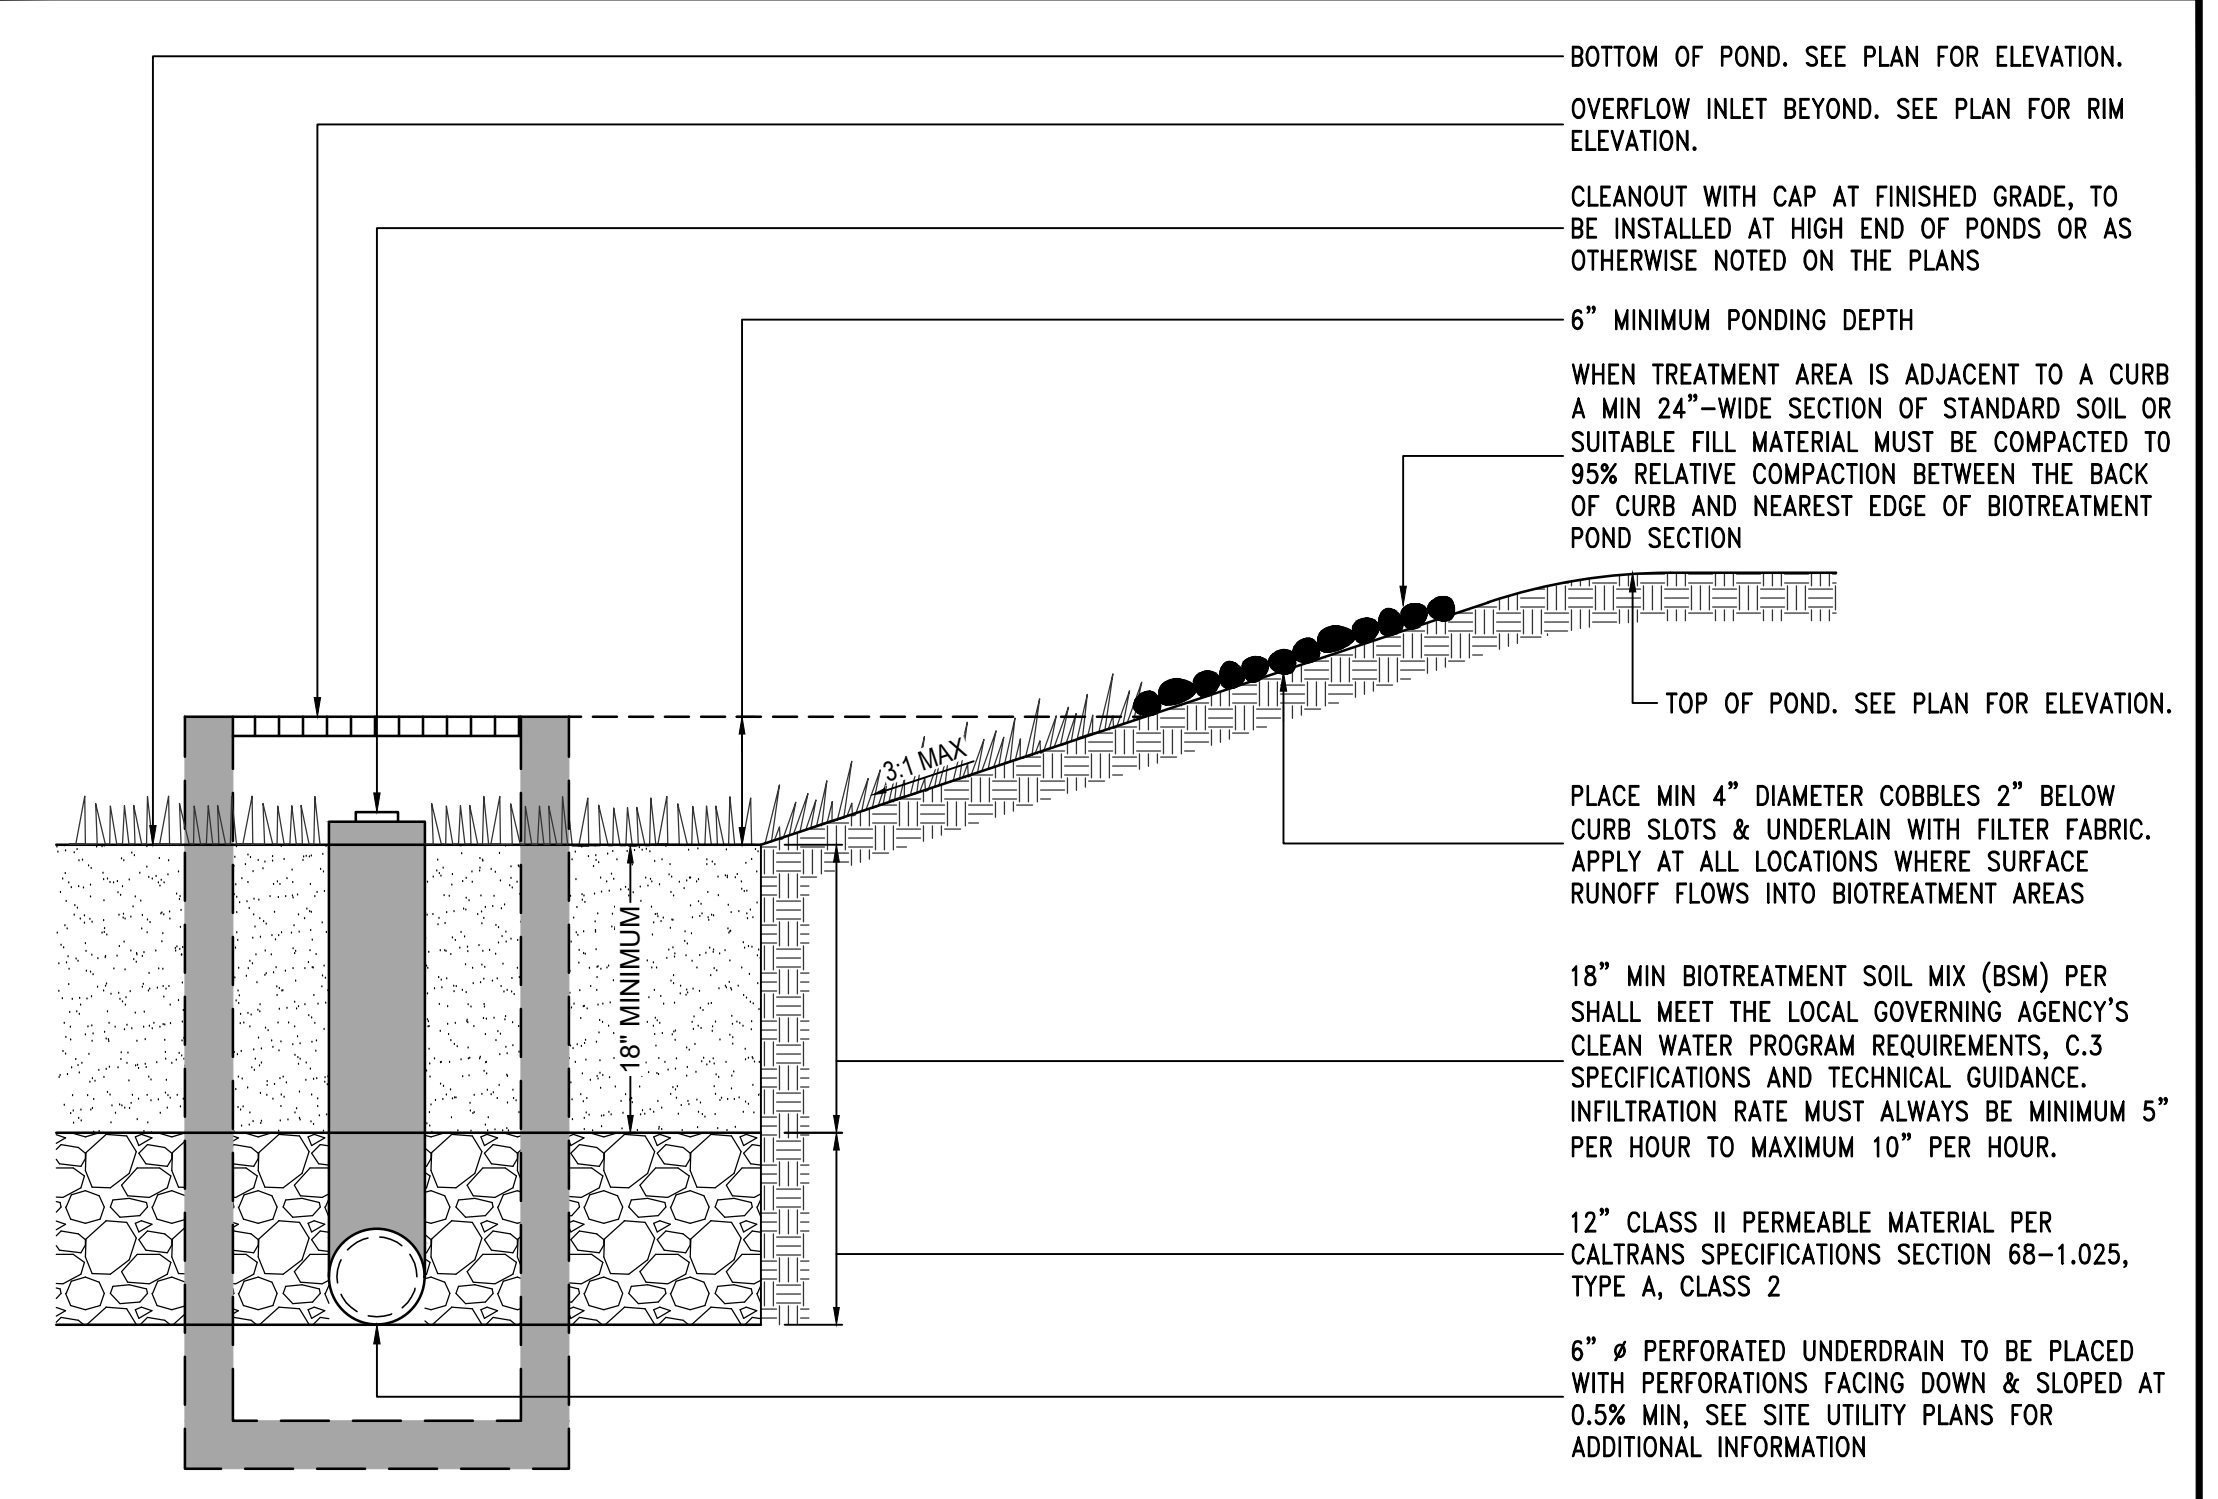 BOTTOM OF POND. SEE PLAN FOR ELEVATION.
OVERFLOW INLET BEYOND. SEE PLAN FOR RIM
ELEVATION.
CLEANOUT WITH CAP AT FINISHED GRADE, TO
BE INSTALLED AT HIGH END OF PONDS OR AS
OTHERWISE NOTED ON THE PLANS
6" MINIMUM PONDING DEPTH
WHEN TREATMENT AREA IS ADJACENT TO A CURB
A MIN 24"-WIDE SECTION OF STANDARD SOIL OR
SUITABLE FILL MATERIAL MUST BE COMPACTED TO
95% RELATIVE COMPACTION BETWEEN THE BACK
OF CURB AND NEAREST EDGE OF BIOTREATMENT
POND SECTION
TOP OF POND. SEE PLAN FOR ELEVATION.
3:1 MAX
PLACE MIN 4" DIAMETER COBBLES 2" BELOW
CURB SLOTS & UNDERLAIN WITH FILTER FABRIC.
APPLY AT ALL LOCATIONS WHERE SURFACE
RUNOFF FLOWS INTO BIOTREATMENT AREAS
18" MINIMUM
18" MIN BIOTREATMENT SOIL MIX (BSM) PER
SHALL MEET THE LOCAL GOVERNING AGENCY'S
CLEAN WATER PROGRAM REQUIREMENTS, C.3
SPECIFICATIONS AND TECHNICAL GUIDANCE.
INFILTRATION RATE MUST ALWAYS BE MINIMUM 5"
PER HOUR TO MAXIMUM 10" PER HOUR.
12" CLASS II PERMEABLE MATERIAL PER
CALTRANS SPECIFICATIONS SECTION 68-1.025,
TYPE A, CLASS 2
6" ø PERFORATED UNDERDRAIN TO BE PLACED
WITH PERFORATIONS FACING DOWN & SLOPED AT
0.5% MIN, SEE SITE UTILITY PLANS FOR
ADDITIONAL INFORMATION